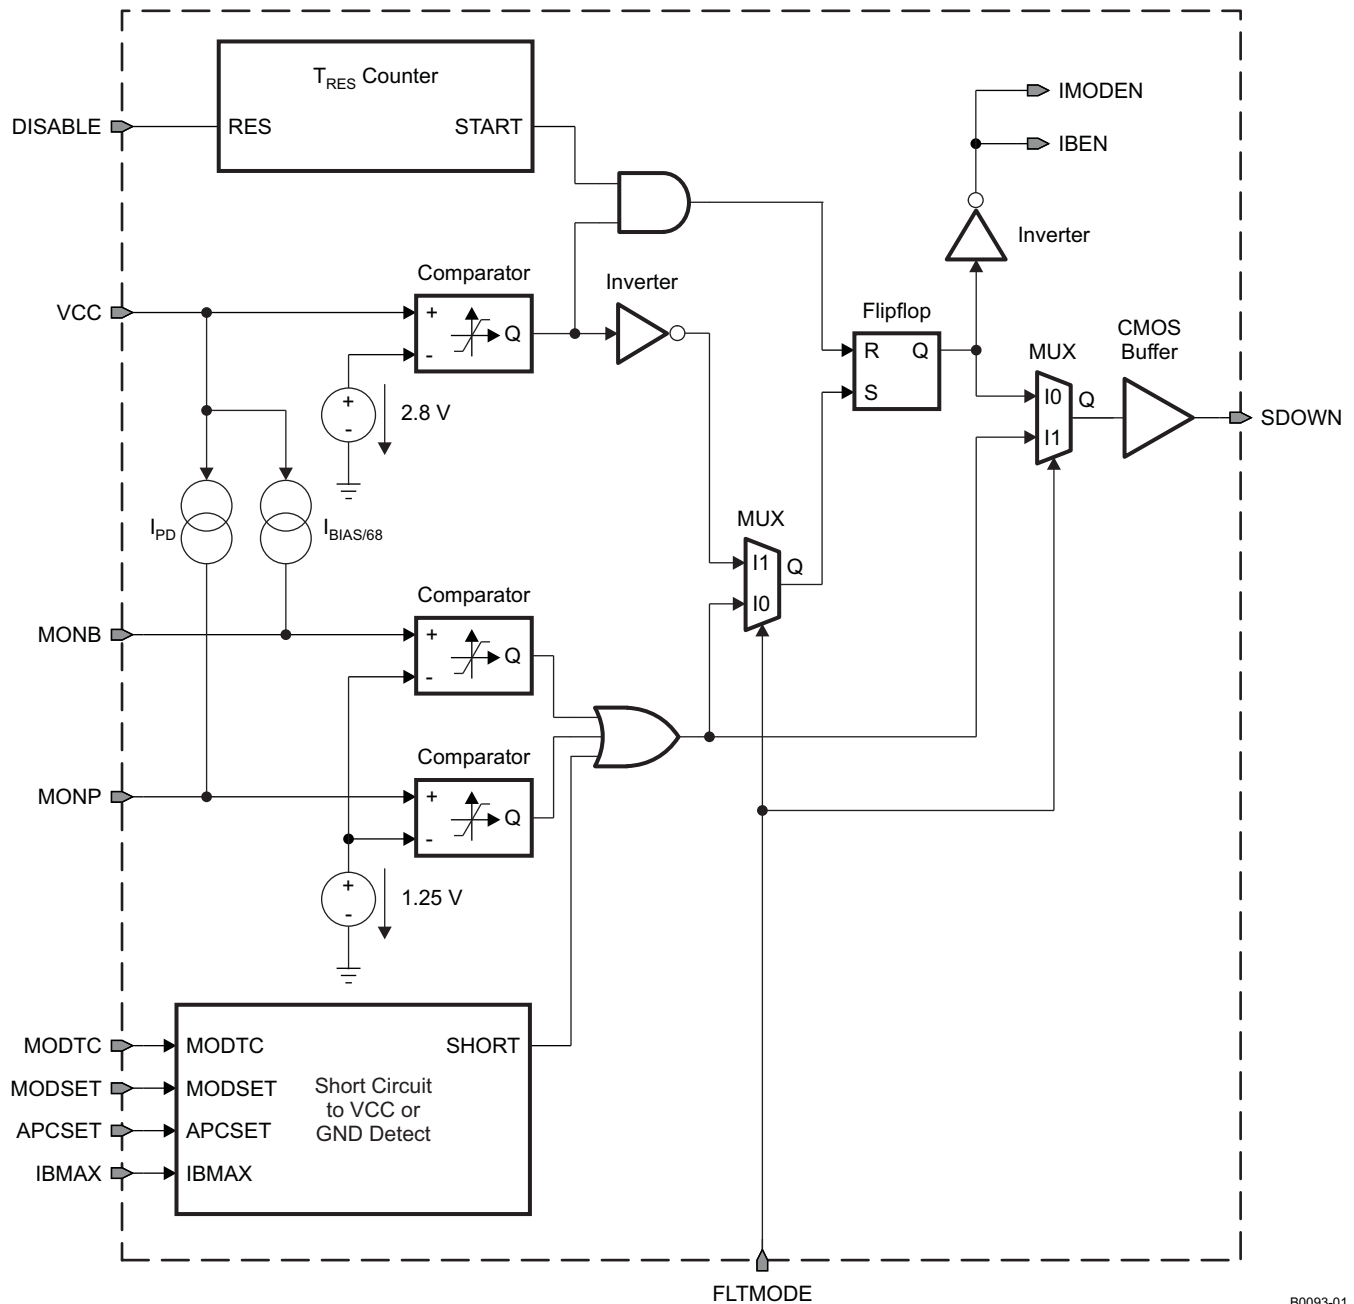 T_RES Counter
DISABLE
RES
START
IMODEN
IBEN
Inverter
Comparator
Inverter
VCC
+
-
Q
2.8 V
+
-
Flipflop
R
Q
S
MUX
CMOS
Buffer
I0
Q
I1
SDOWN
I_PD
I_BIAS/68
MUX
I1
Q
I0
Comparator
MONB
+
-
Q
Comparator
MONP
+
-
Q
1.25 V
+
-
MODTC
MODTC
SHORT
MODSET
MODSET
Short Circuit
to VCC or
GND Detect
APCSET
APCSET
IBMAX
IBMAX
FLTMODE
B0093-01